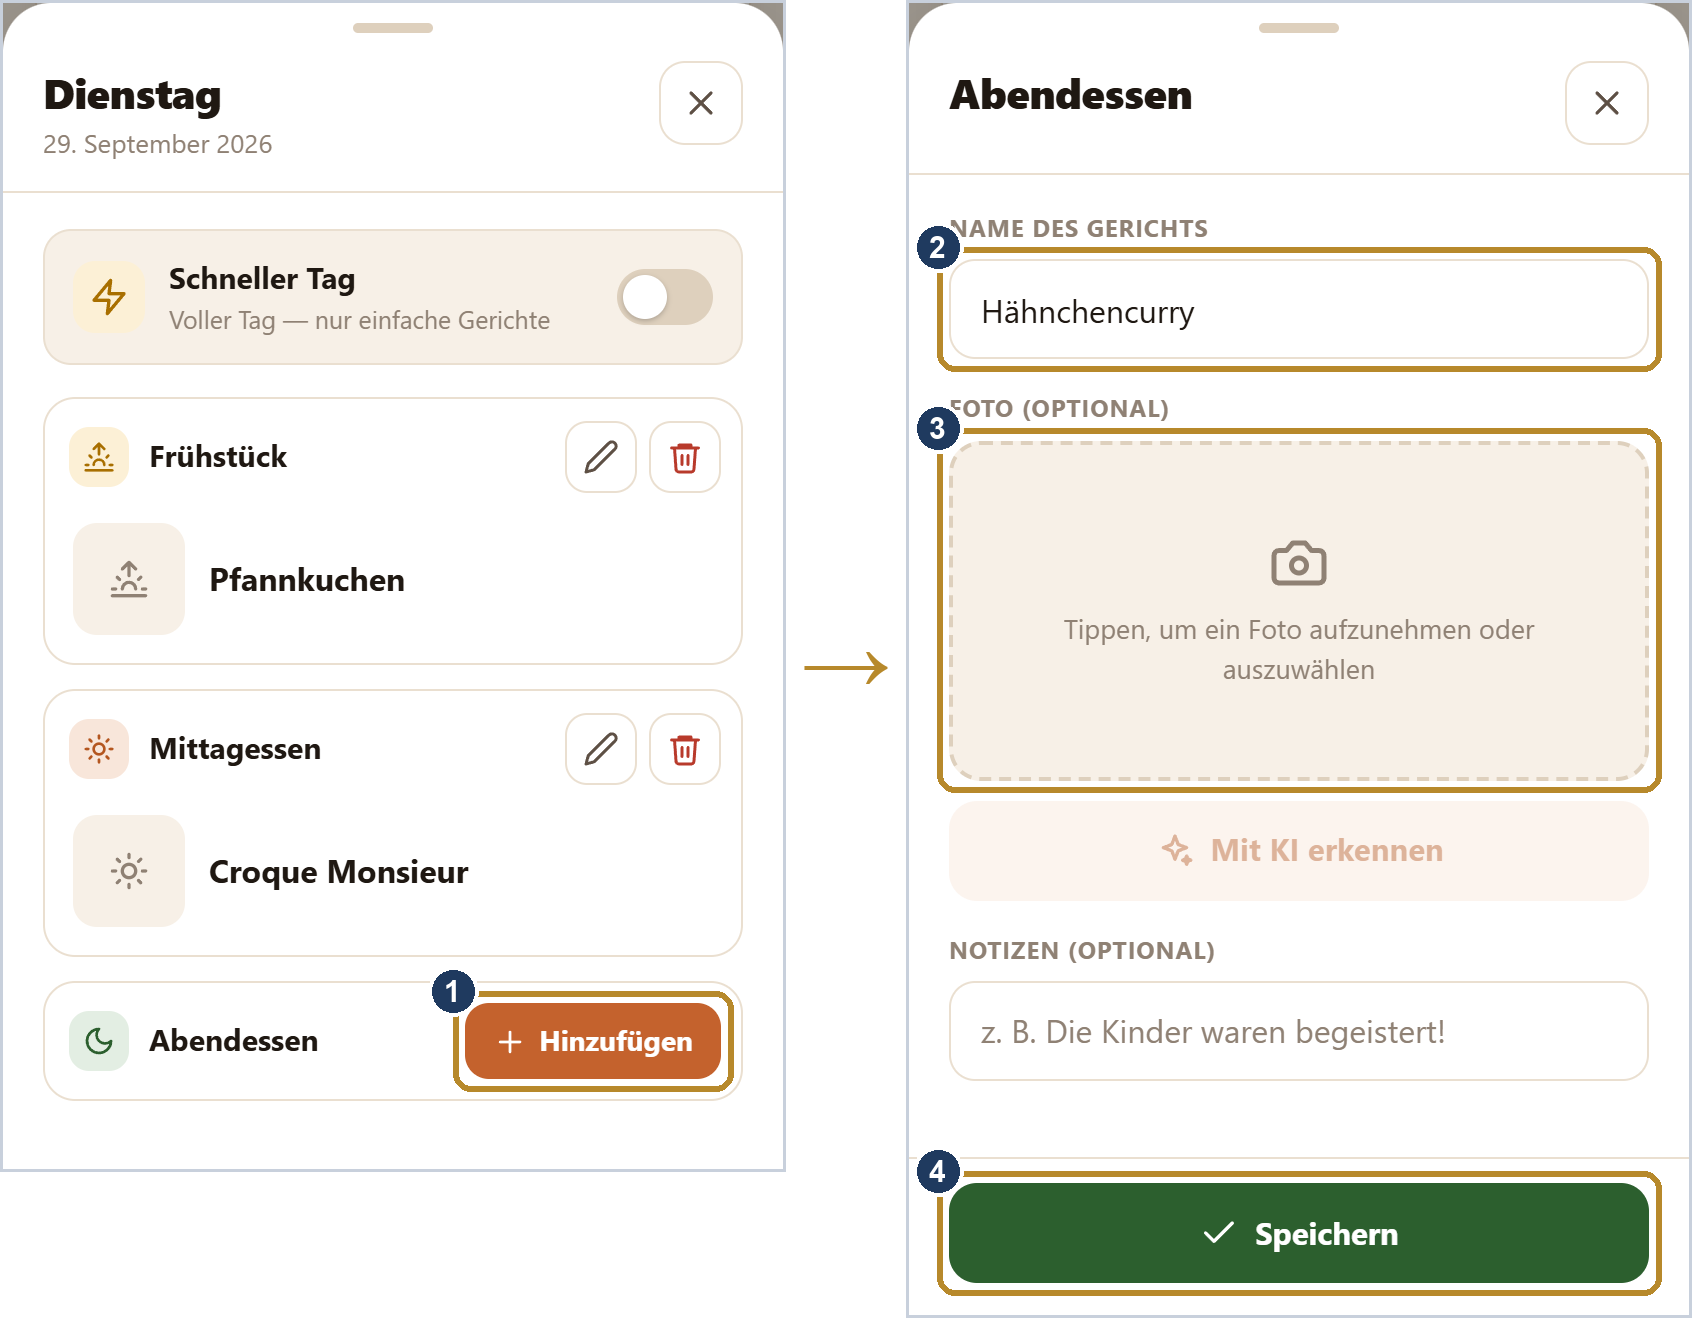 Dienstag
29. September 2026
Schneller Tag
Voller Tag — nur einfache Gerichte
Frühstück
Pfannkuchen
Mittagessen
Croque Monsieur
1
Abendessen
Hinzufügen
Abendessen
NAME DES GERICHTS
2
Hähnchencurry
FOTO (OPTIONAL)
3
Tippen, um ein Foto aufzunehmen oder
auszuwählen
Mit KI erkennen
NOTIZEN (OPTIONAL)
z. B. Die Kinder waren begeistert!
4
Speichern